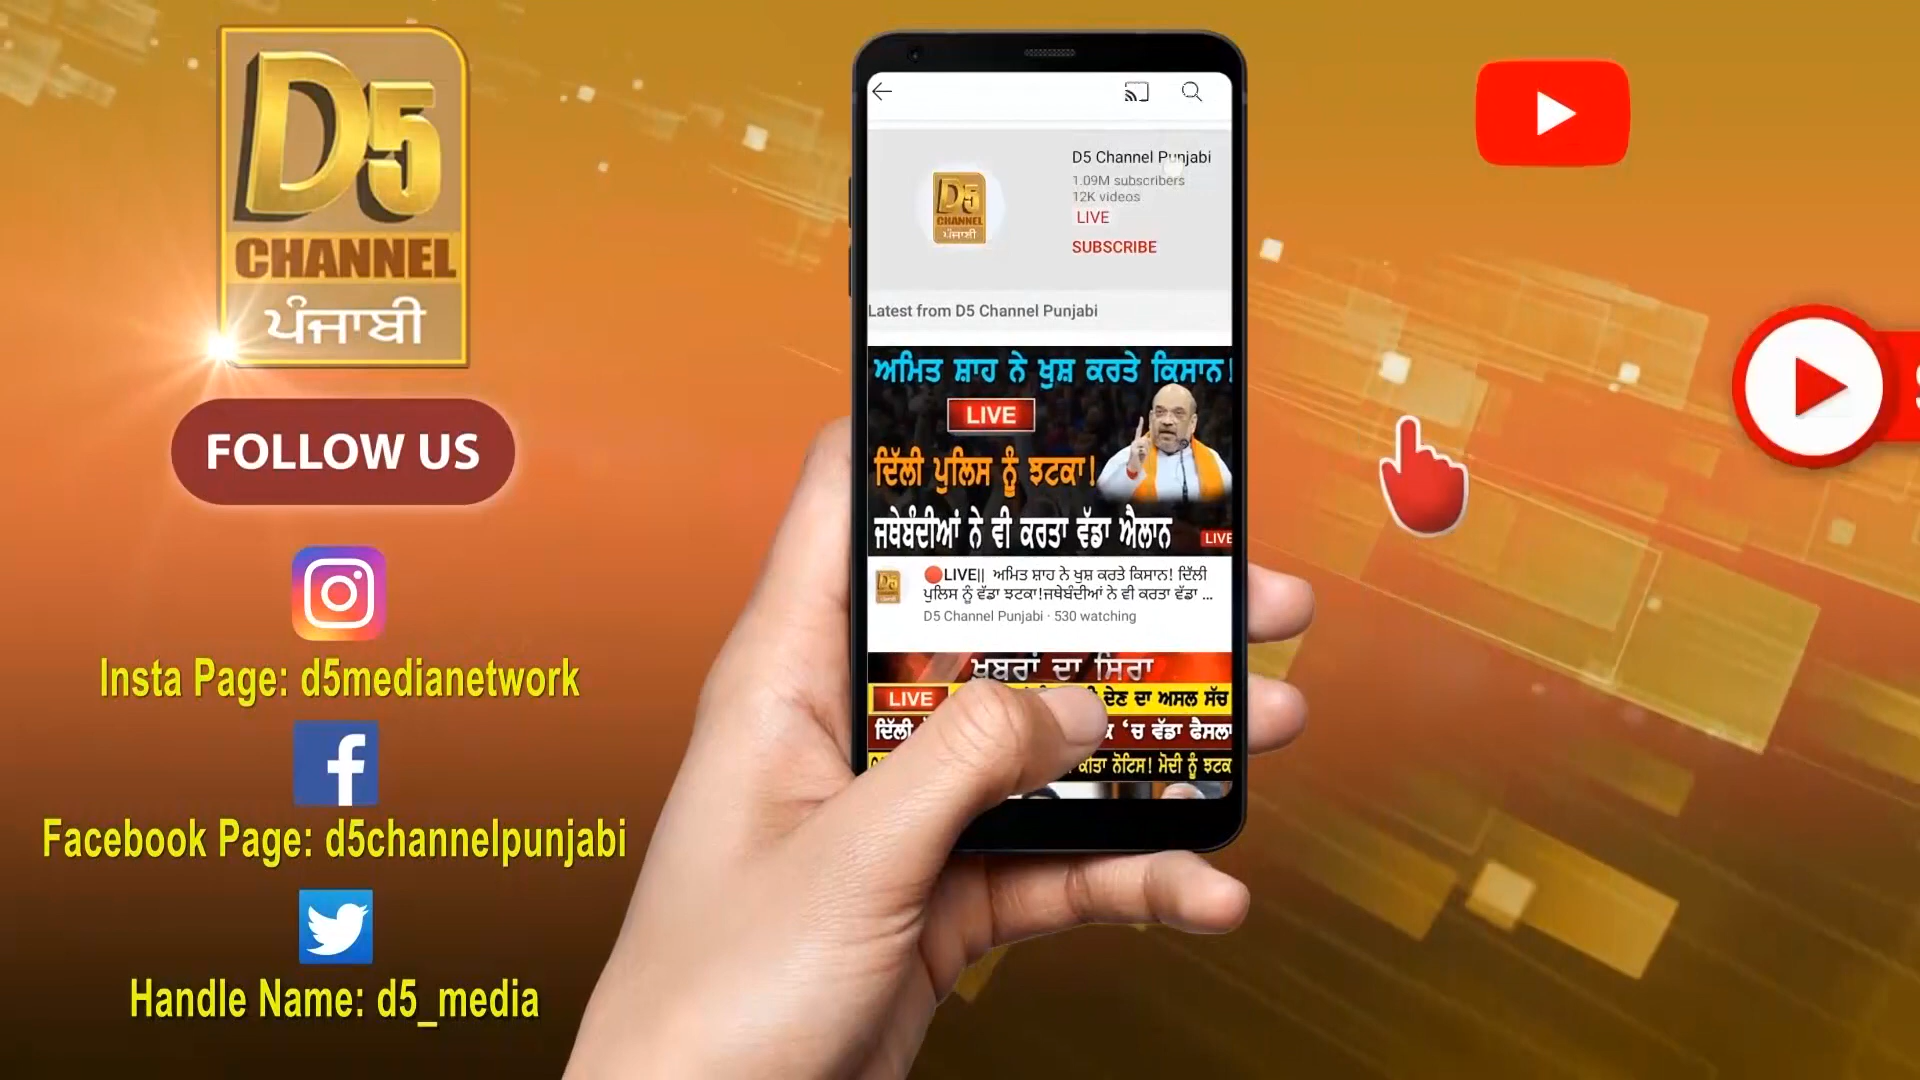 D5
CHANNEL
ਪੰਜਾਬੀ
FOLLOW US
Insta Page: d5medianetwork
Facebook Page: d5channelpunjabi
Handle Name: d5_media
D5 Channel Punjabi
1.09M subscribers
12K videos
LIVE
SUBSCRIBE
D5
CHANNEL
ਪੰਜਾਬੀ
Latest from D5 Channel Punjabi
ਅਮਿਤ ਸ਼ਾਹ ਨੇ ਖੁਸ਼ ਕਰਤੇ ਕਿਸਾਨ!
LIVE
ਦਿੱਲੀ ਪੁਲਿਸ ਨੂੰ ਝਟਕਾ!
ਜਥੇਬੰਦੀਆਂ ਨੇ ਵੀ ਕਰਤਾ ਵੱਡਾ ਐਲਾਨ
LIVE
🔴LIVE|| ਅਮਿਤ ਸ਼ਾਹ ਨੇ ਖੁਸ਼ ਕਰਤੇ ਕਿਸਾਨ! ਦਿੱਲੀ
ਪੁਲਿਸ ਨੂੰ ਵੱਡਾ ਝਟਕਾ!ਜਥੇਬੰਦੀਆਂ ਨੇ ਵੀ ਕਰਤਾ ਵੱਡਾ ...
D5 Channel Punjabi · 530 watching
ਖ਼ਬਰਾਂ ਦਾ ਸਿਰਾ
LIVE ਦੇਣ ਦਾ ਅਸਲ ਸੱਚ
ਦਿੱਲੀ ‘ਚ ਵੱਡਾ ਫੈਸਲਾ
ਕੀਤਾ ਨੋਟਿਸ! ਮੋਦੀ ਨੂੰ ਝਟਕ